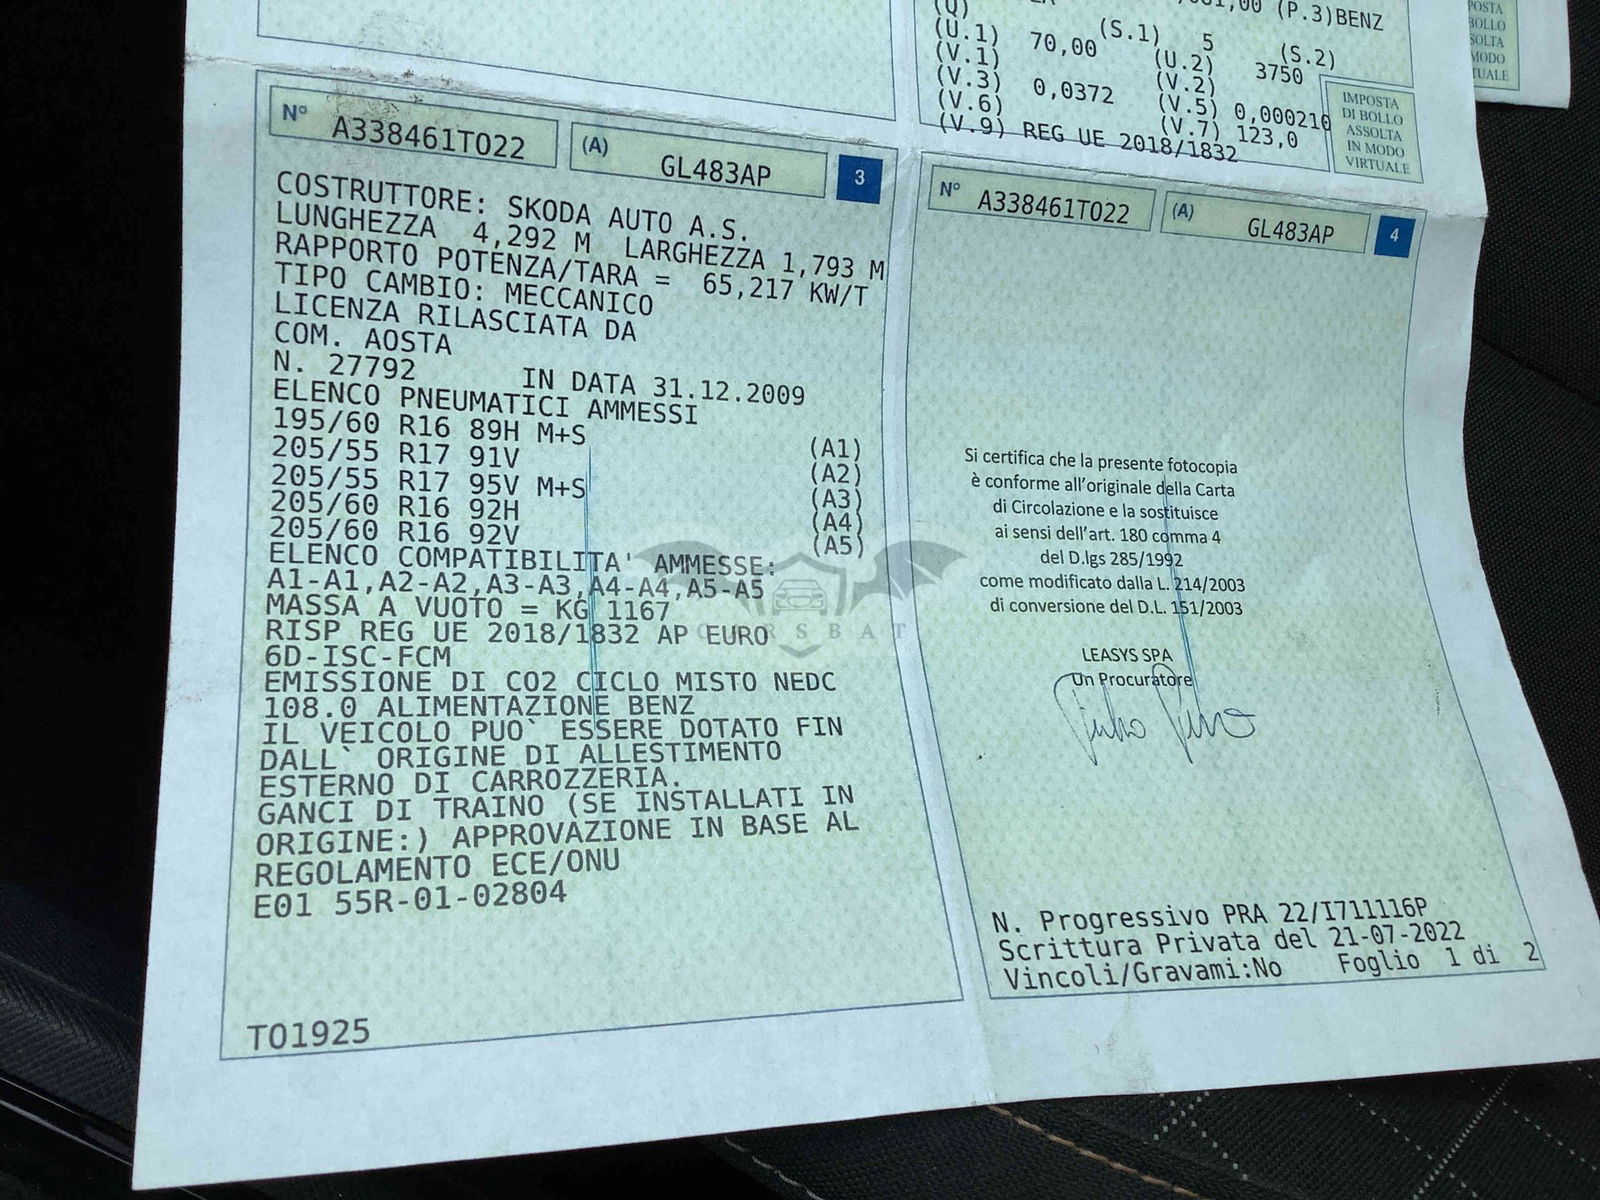 ,00 (P.3)BENZ
(Q)
(S.1) 5 (S.2)
(U.1) 70,00 (U.2) 3750
(V.1) (V.2)
(V.3) 0,0372 (V.5) 0,000210
(V.6) (V.7) 123,0
(V.9) REG UE 2018/1832
IMPOSTA
DI BOLLO
ASSOLTA
IN MODO
VIRTUALE
POSTA
BOLLO
SOLTA
MODO
TUALE
N° A338461TO22 (A) GL483AP 3
COSTRUTTORE: SKODA AUTO A.S.
LUNGHEZZA 4,292 M LARGHEZZA 1,793 M
RAPPORTO POTENZA/TARA = 65,217 KW/T
TIPO CAMBIO: MECCANICO
LICENZA RILASCIATA DA
COM. AOSTA
N. 27792 IN DATA 31.12.2009
ELENCO PNEUMATICI AMMESSI
195/60 R16 89H M+S (A1)
205/55 R17 91V (A2)
205/55 R17 95V M+S (A3)
205/60 R16 92H (A4)
205/60 R16 92V (A5)
ELENCO COMPATIBILITA' AMMESSE:
A1-A1,A2-A2,A3-A3,A4-A4,A5-A5
MASSA A VUOTO = KG 1167
RISP REG UE 2018/1832 AP EURO
6D-ISC-FCM
EMISSIONE DI CO2 CICLO MISTO NEDC
108.0 ALIMENTAZIONE BENZ
IL VEICOLO PUO` ESSERE DOTATO FIN
DALL` ORIGINE DI ALLESTIMENTO
ESTERNO DI CARROZZERIA.
GANCI DI TRAINO (SE INSTALLATI IN
ORIGINE:) APPROVAZIONE IN BASE AL
REGOLAMENTO ECE/ONU
E01 55R-01-02804
TO1925
N° A338461TO22 (A) GL483AP 4
Si certifica che la presente fotocopia
è conforme all'originale della Carta
di Circolazione e la sostituisce
ai sensi dell'art. 180 comma 4
del D.lgs 285/1992
come modificato dalla L. 214/2003
di conversione del D.L. 151/2003
LEASYS SPA
Un Procuratore
N. Progressivo PRA 22/I711116P
Scrittura Privata del 21-07-2022
Vincoli/Gravami:No Foglio 1 di 2